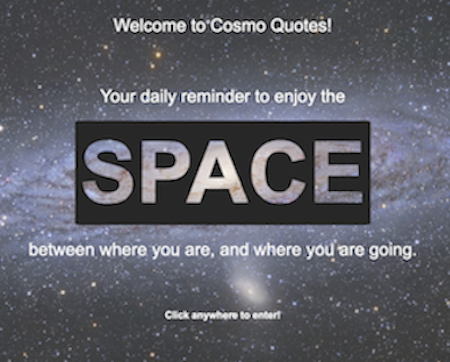 Welcome to Cosmo Quotes!
Your daily reminder to enjoy the
SPACE
between where you are, and where you are going.
Click anywhere to enter!